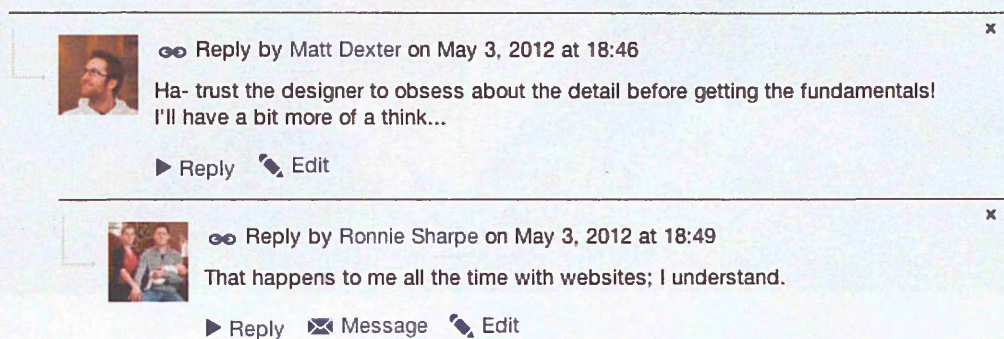 Reply by Matt Dexter on May 3, 2012 at 18:46
Ha- trust the designer to obsess about the detail before getting the fundamentals!
I'll have a bit more of a think...
Reply Edit
Reply by Ronnie Sharpe on May 3, 2012 at 18:49
That happens to me all the time with websites; I understand.
Reply Message Edit